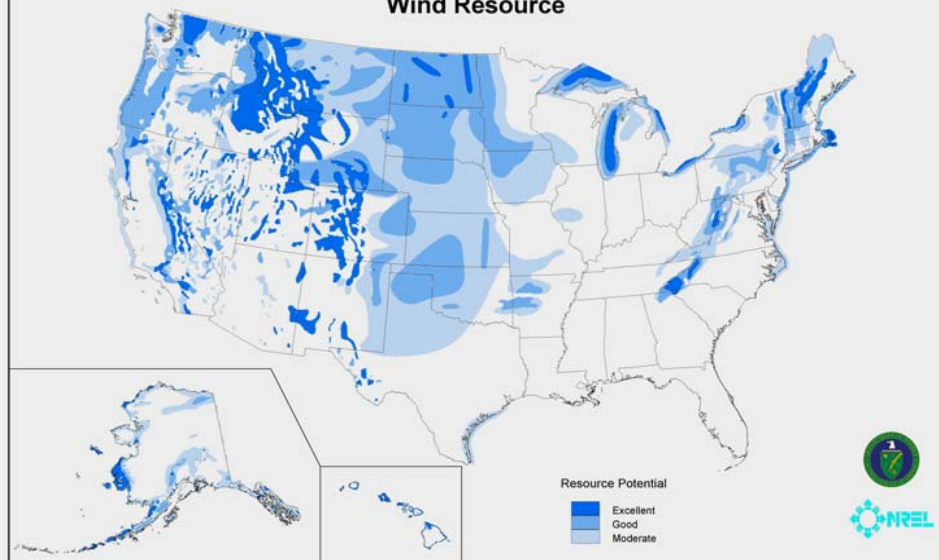 Wind Resource
Resource Potential
Excellent
Good
Moderate
NREL